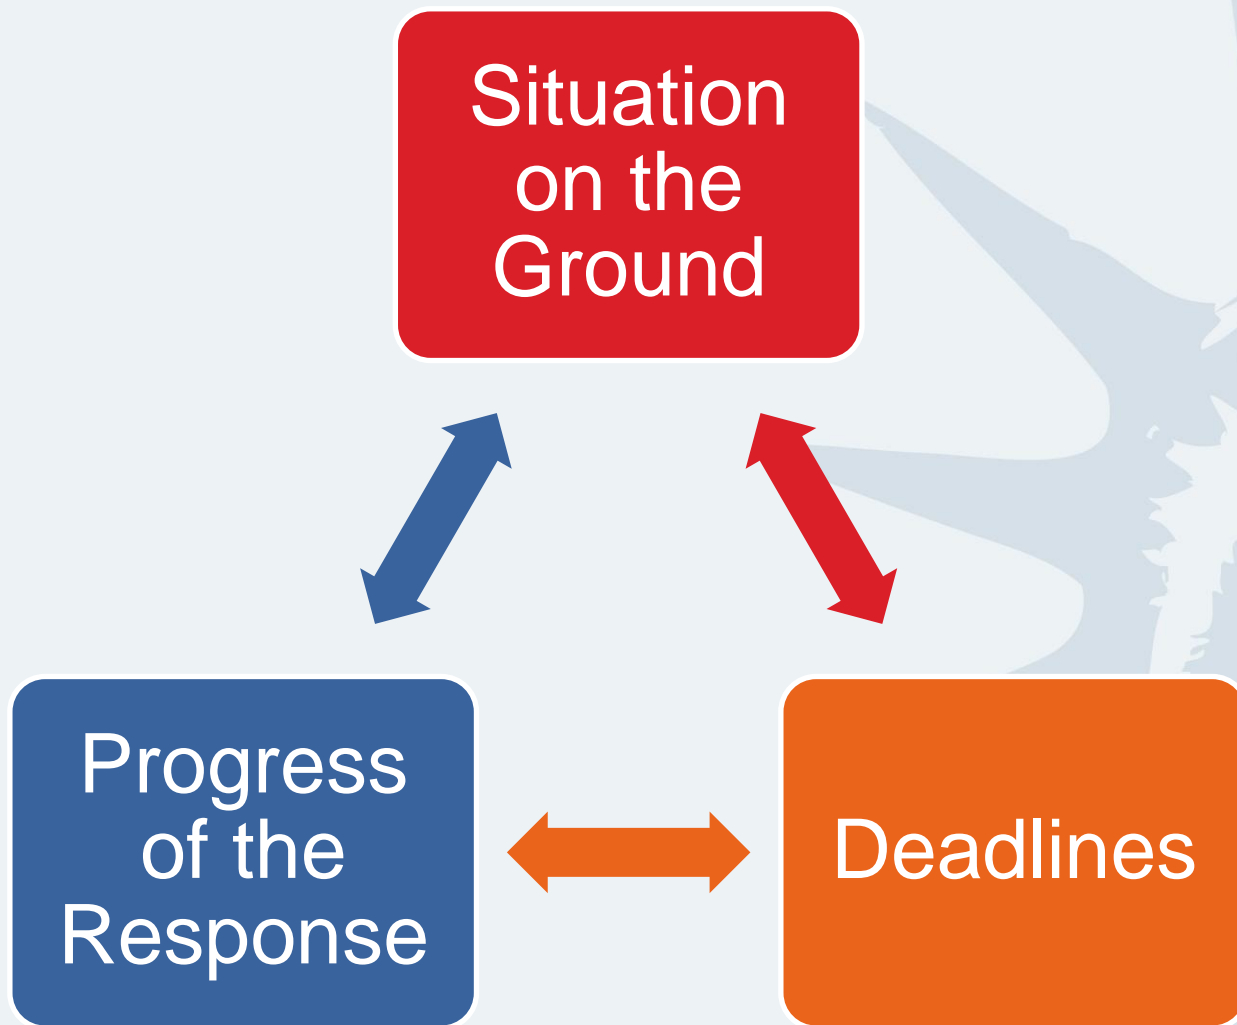 Situation
on the
Ground
Progress
of the
Response
Deadlines